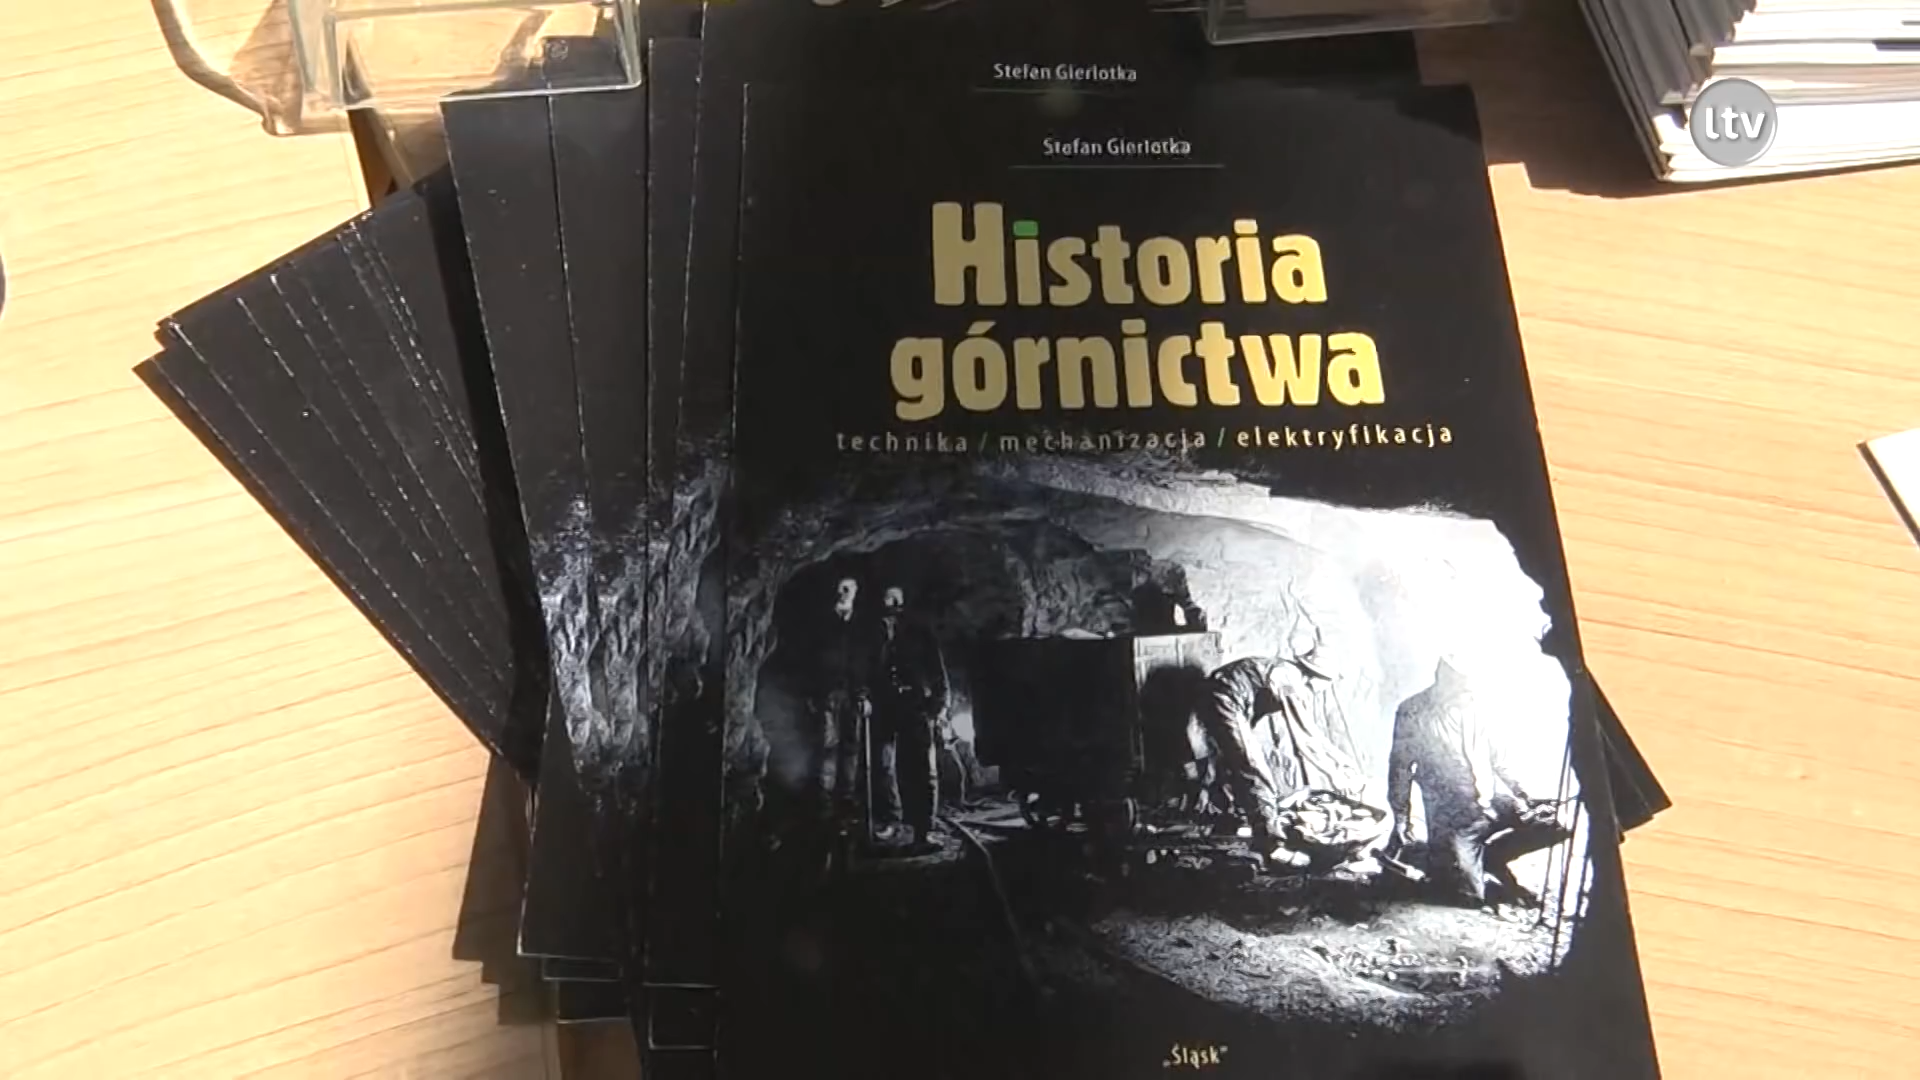 Stefan Gierlotka
Stefan Gierlotka
ltv
Historia
górnictwa
technika / mechanizacja / elektryfikacja
„Śląsk”